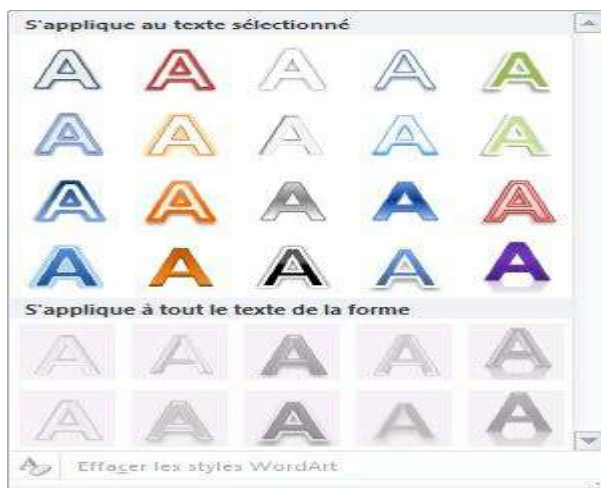 S'applique au texte sélectionné
A A A A A
A A A A A
A A A A A
A A A A A
S'applique à tout le texte de la forme
A A A A A
A A A A A
Effacer les styles WordArt